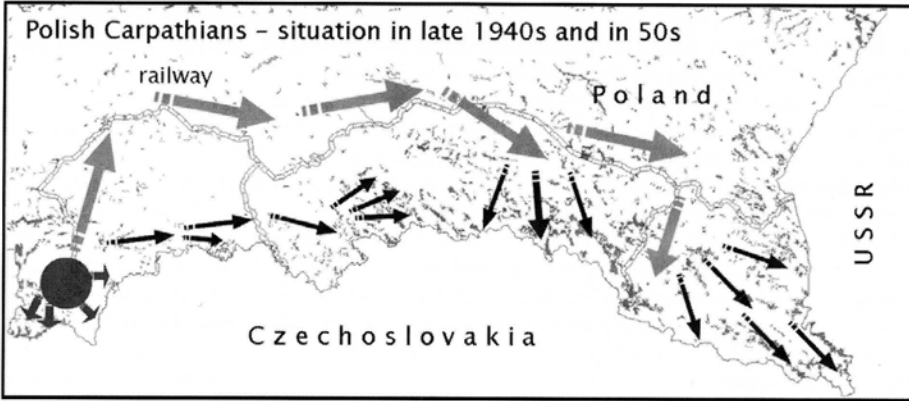 Polish Carpathians – situation in late 1940s and in 50s
railway
Poland
USSR
Czechoslovakia